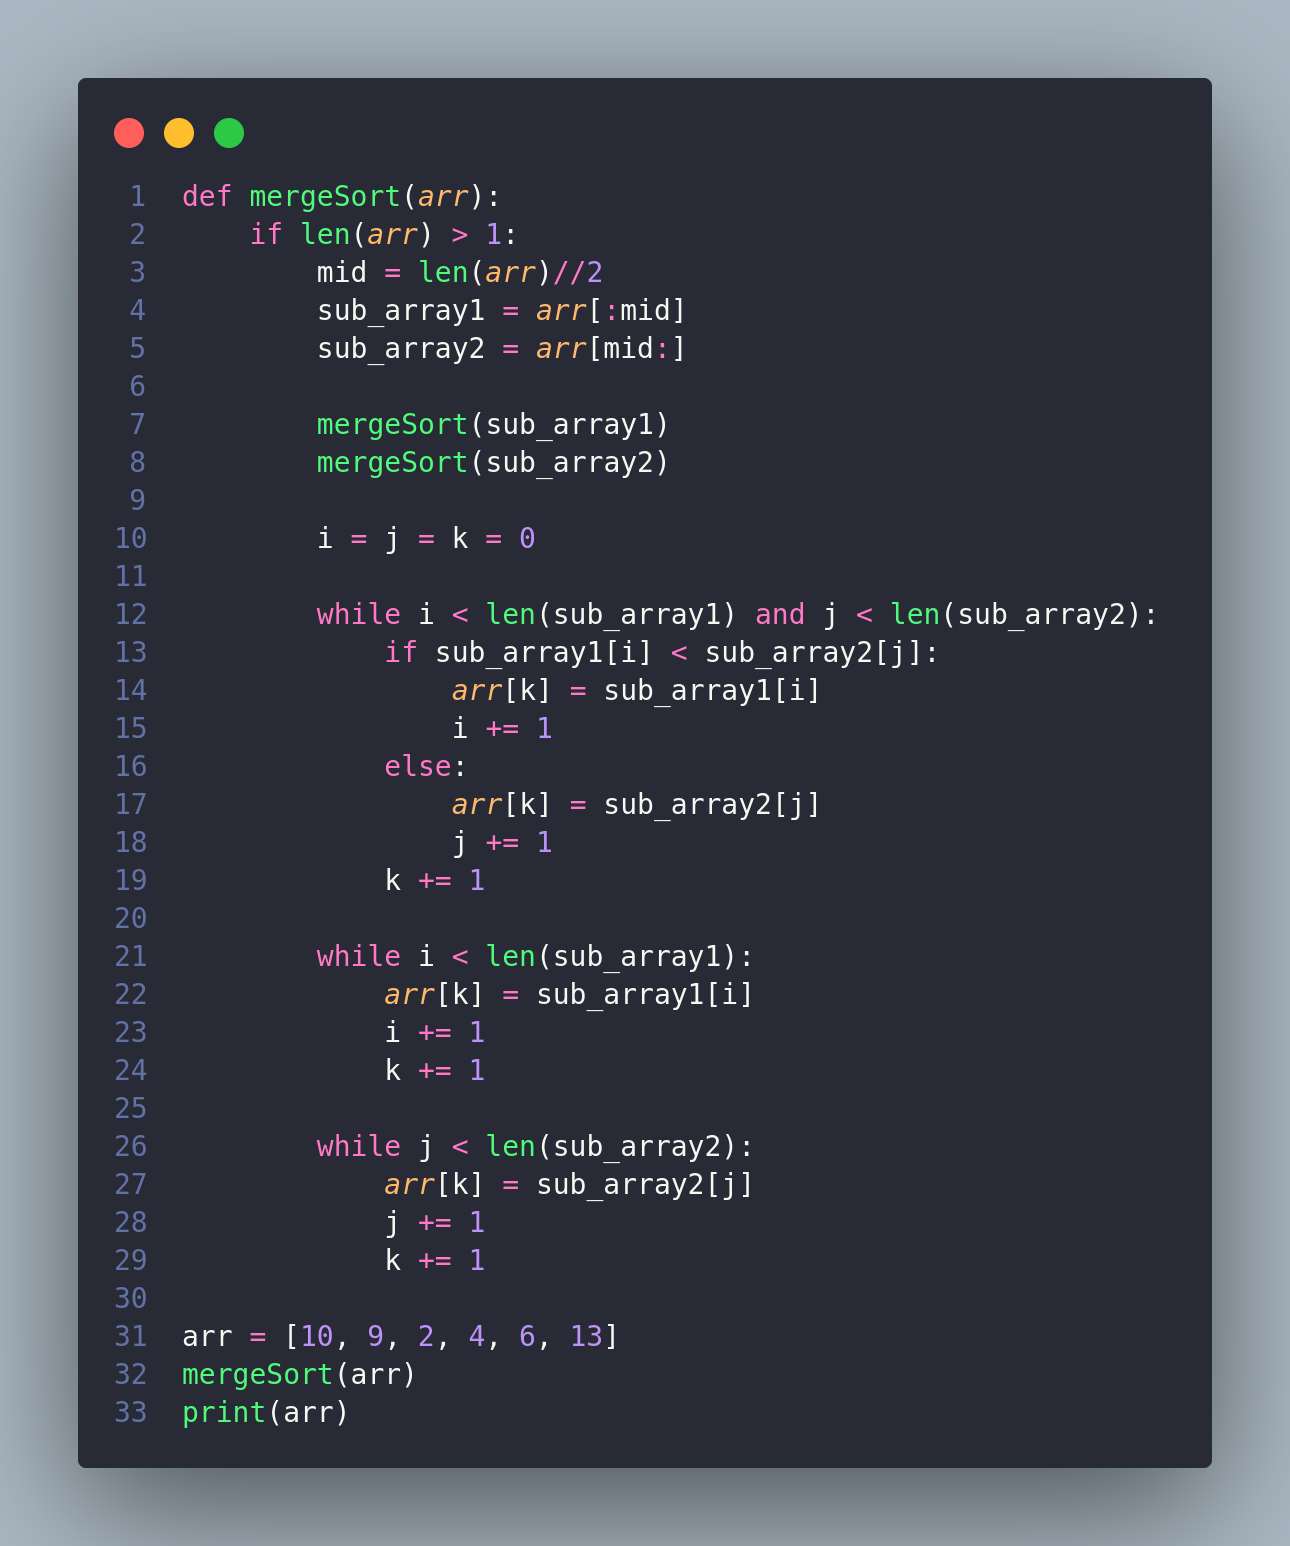 1 def mergeSort(arr):
2     if len(arr) > 1:
3         mid = len(arr)//2
4         sub_array1 = arr[:mid]
5         sub_array2 = arr[mid:]
6
7         mergeSort(sub_array1)
8         mergeSort(sub_array2)
9
10         i = j = k = 0
11
12         while i < len(sub_array1) and j < len(sub_array2):
13             if sub_array1[i] < sub_array2[j]:
14                 arr[k] = sub_array1[i]
15                 i += 1
16             else:
17                 arr[k] = sub_array2[j]
18                 j += 1
19             k += 1
20
21         while i < len(sub_array1):
22             arr[k] = sub_array1[i]
23             i += 1
24             k += 1
25
26         while j < len(sub_array2):
27             arr[k] = sub_array2[j]
28             j += 1
29             k += 1
30
31 arr = [10, 9, 2, 4, 6, 13]
32 mergeSort(arr)
33 print(arr)